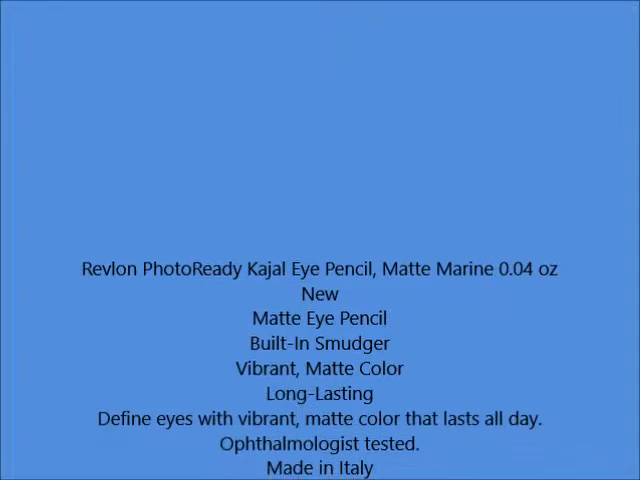 Revlon PhotoReady Kajal Eye Pencil, Matte Marine 0.04 oz
New
Matte Eye Pencil
Built-In Smudger
Vibrant, Matte Color
Long-Lasting
Define eyes with vibrant, matte color that lasts all day.
Ophthalmologist tested.
Made in Italy